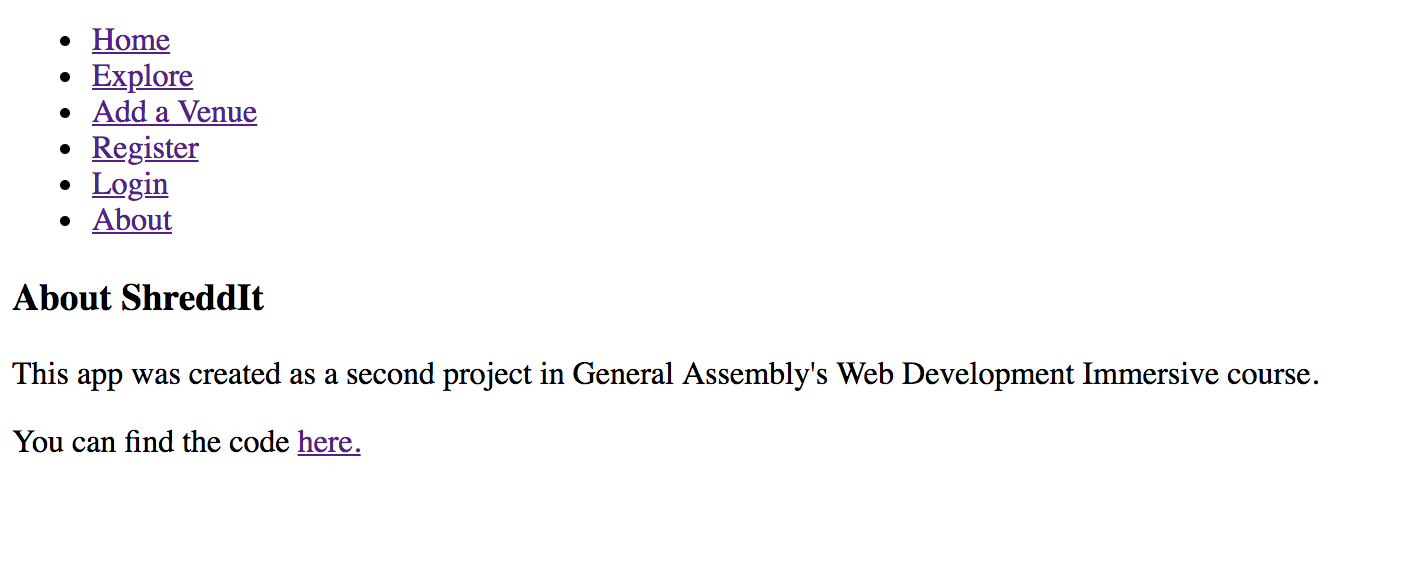 Home
Explore
Add a Venue
Register
Login
About
About ShreddIt
This app was created as a second project in General Assembly's Web Development Immersive course.
You can find the code here.